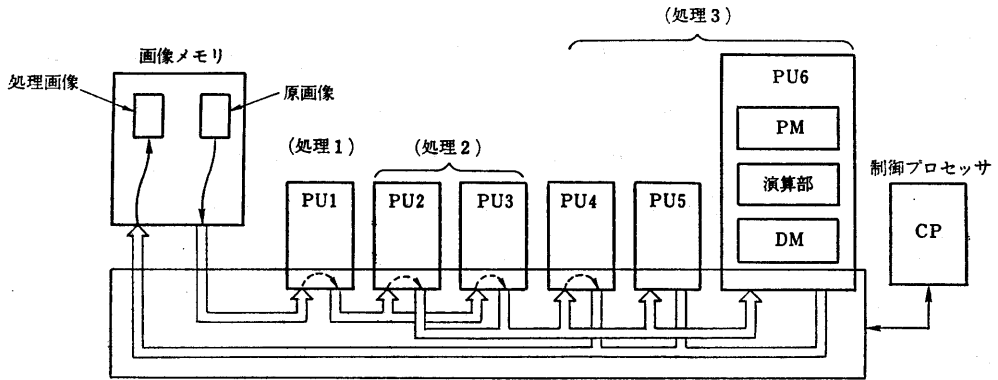 (処理3)
画像メモリ
処理画像
原画像
(処理1)
(処理2)
PU1
PU2
PU3
PU4
PU5
PU6
PM
演算部
DM
制御プロセッサ
CP